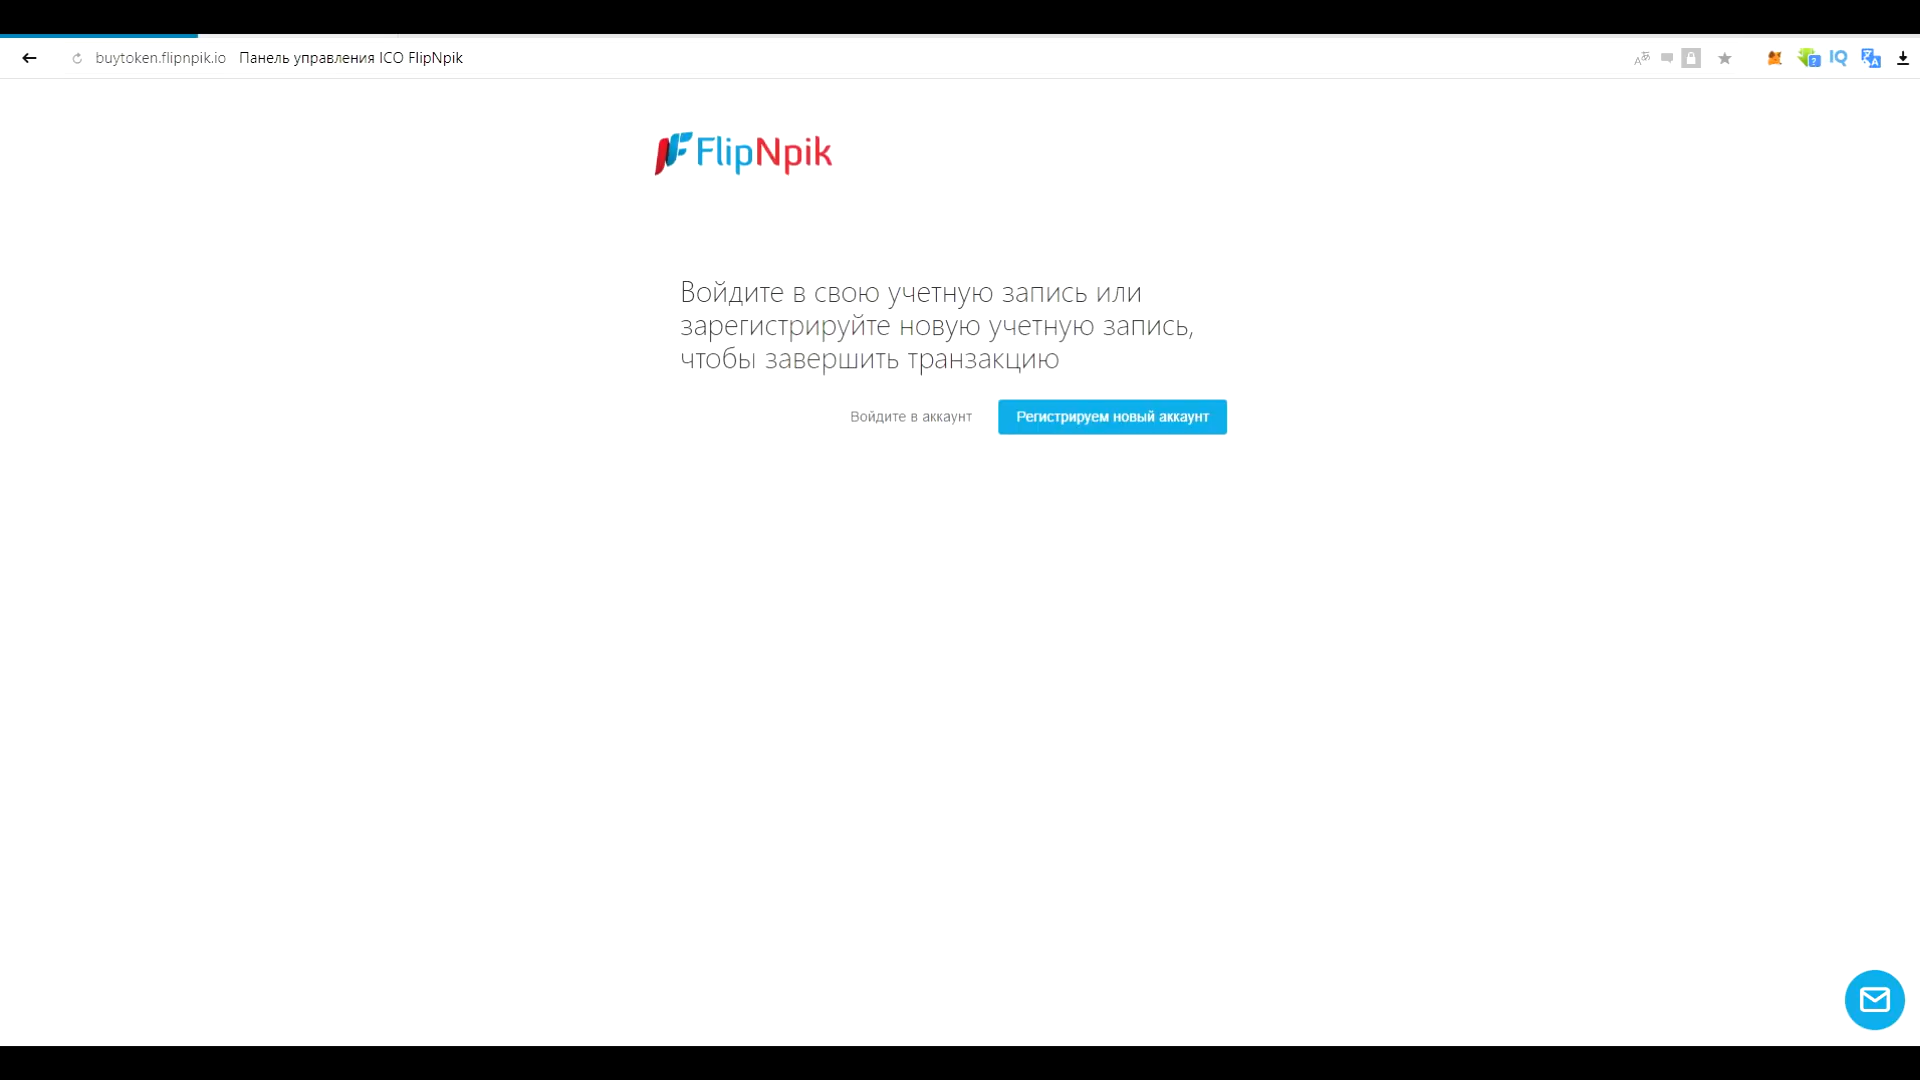 buytoken.flipnpik.io Панель управления ICO FlipNpik
IQ
FlipNpik
Войдите в свою учетную запись или
зарегистрируйте новую учетную запись,
чтобы завершить транзакцию
Войдите в аккаунт Регистрируем новый аккаунт